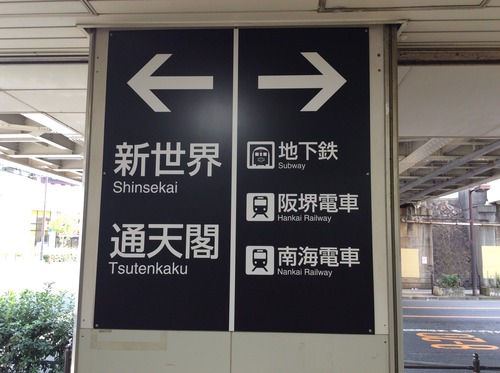 新世界
Shinsekai
通天閣
Tsutenkaku
地下鉄
Subway
阪堺電車
Hankai Railway
南海電車
Nankai Railway